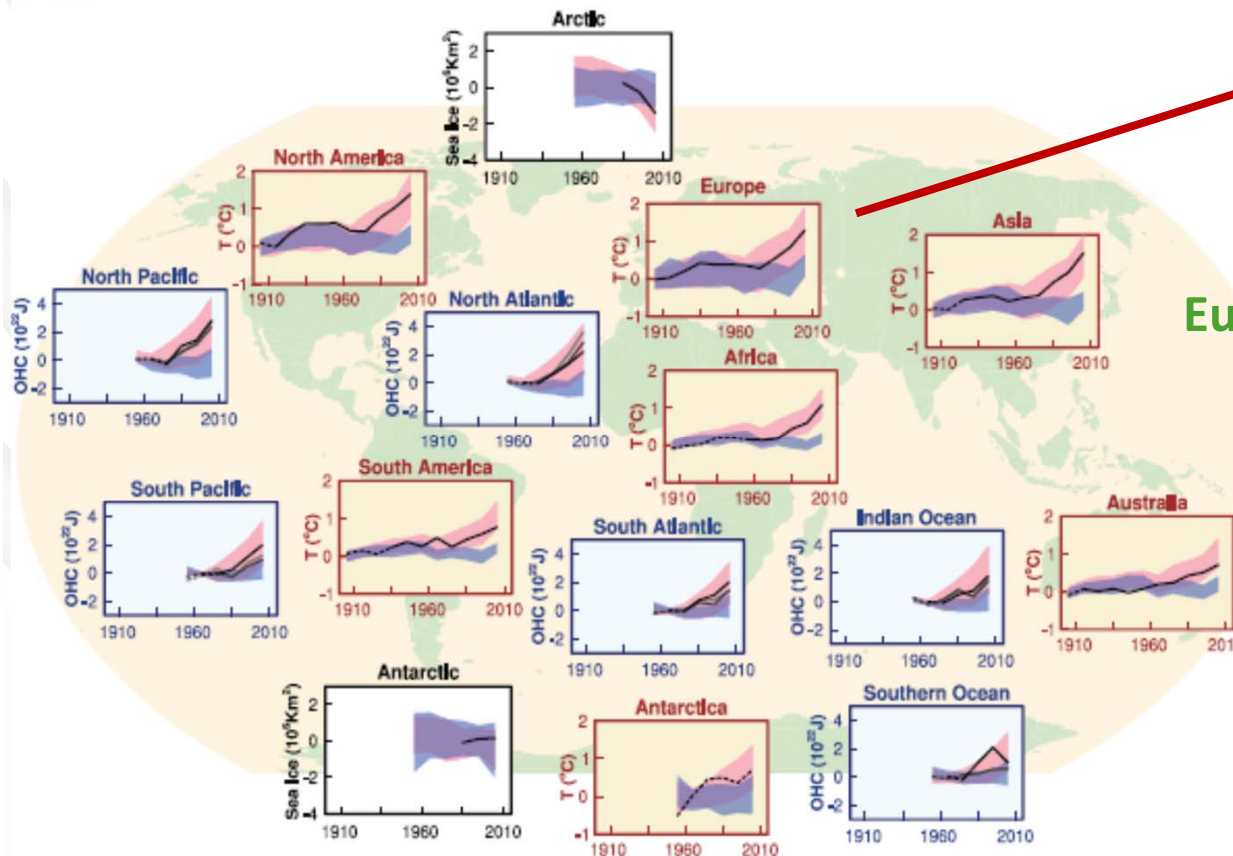 Arctic
Sea Ice (10⁶Km²)
2
0
-2
-4
1910 1960 2010
North America
T (°C)
2
1
0
-1
1910 1960 2010
Europe
T (°C)
2
1
0
-1
1910 1960 2010
Asia
T (°C)
2
1
0
-1
1910 1960 2010
Eu
North Pacific
OHC (10²²J)
4
2
0
-2
1910 1960 2010
North Atlantic
OHC (10²²J)
4
2
0
-2
1910 1960 2010
Africa
T (°C)
2
1
0
-1
1910 1960 2010
South Pacific
OHC (10²²J)
4
2
0
-2
1910 1960 2010
South America
T (°C)
2
1
0
-1
1910 1960 2010
South Atlantic
OHC (10²²J)
4
2
0
-2
1910 1960 2010
Indian Ocean
OHC (10²²J)
4
2
0
-2
1910 1960 2010
Australia
T (°C)
2
1
0
-1
1910 1960 2010
Antarctic
Sea Ice (10⁶Km²)
2
0
-2
-4
1910 1960 2010
Antarctica
T (°C)
2
1
0
-1
1910 1960 2010
Southern Ocean
OHC (10²²J)
4
2
0
-2
1910 1960 2010